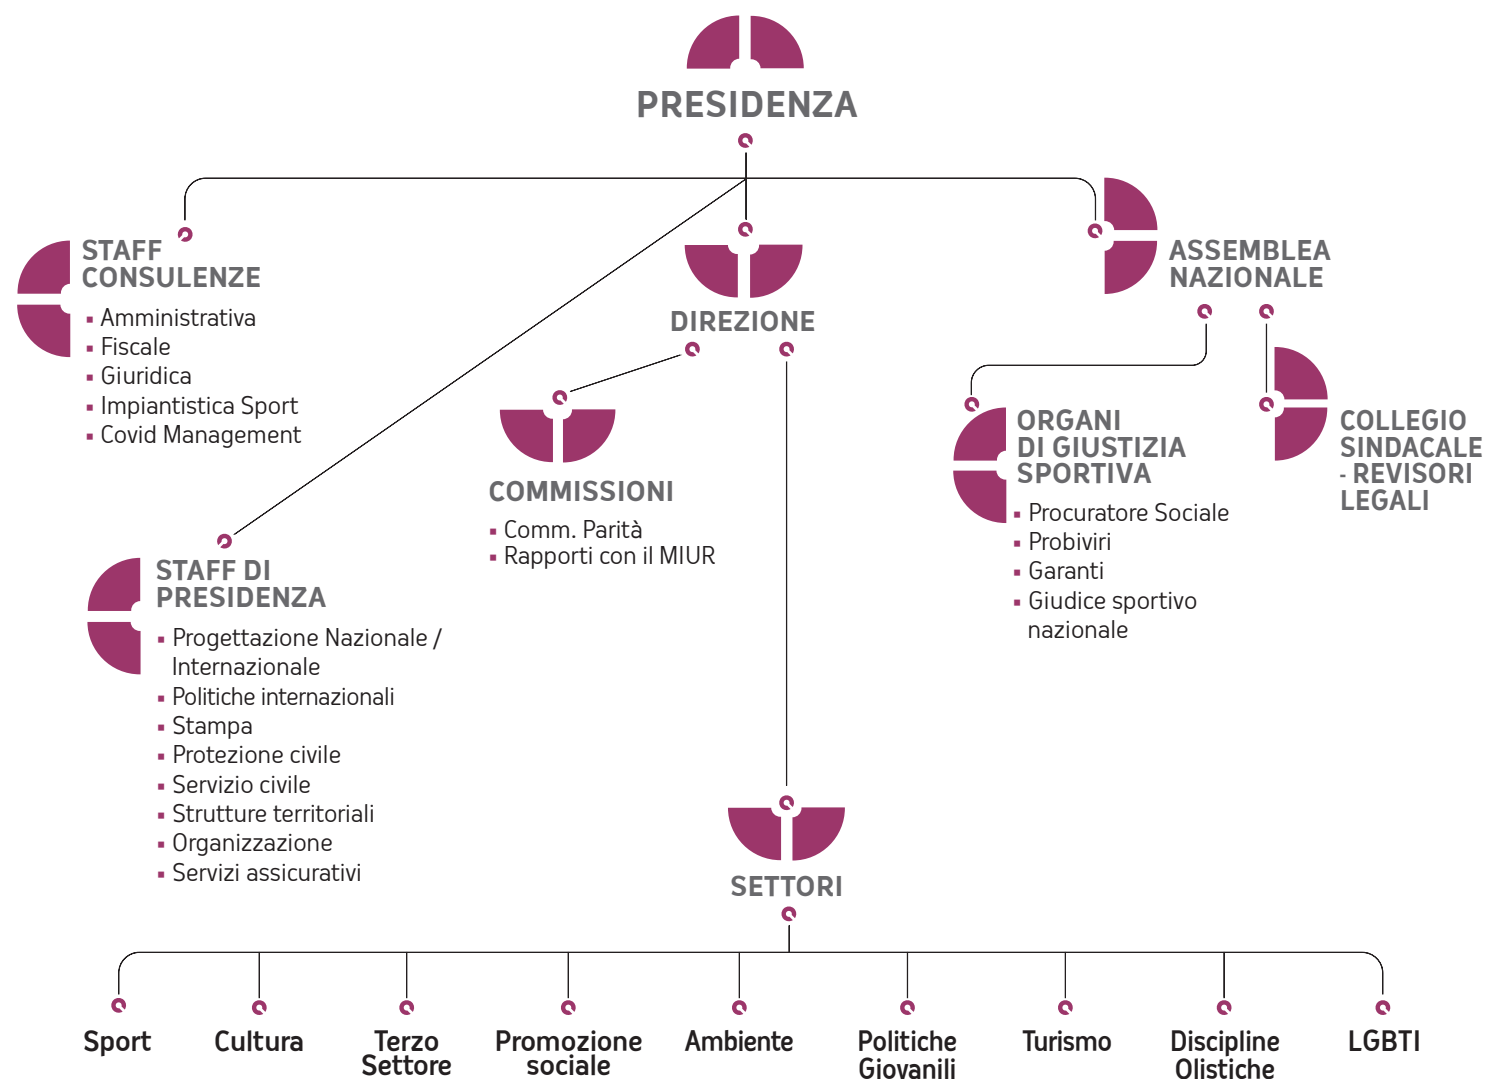 PRESIDENZA
STAFF
CONSULENZE
▪ Amministrativa
▪ Fiscale
▪ Giuridica
▪ Impiantistica Sport
▪ Covid Management
DIREZIONE
ASSEMBLEA
NAZIONALE
COMMISSIONI
▪ Comm. Parità
▪ Rapporti con il MIUR
ORGANI
DI GIUSTIZIA
SPORTIVA
▪ Procuratore Sociale
▪ Probiviri
▪ Garanti
▪ Giudice sportivo
nazionale
COLLEGIO
SINDACALE
- REVISORI
LEGALI
STAFF DI
PRESIDENZA
▪ Progettazione Nazionale /
Internazionale
▪ Politiche internazionali
▪ Stampa
▪ Protezione civile
▪ Servizio civile
▪ Strutture territoriali
▪ Organizzazione
▪ Servizi assicurativi
SETTORI
Sport
Cultura
Terzo
Settore
Promozione
sociale
Ambiente
Politiche
Giovanili
Turismo
Discipline
Olistiche
LGBTI